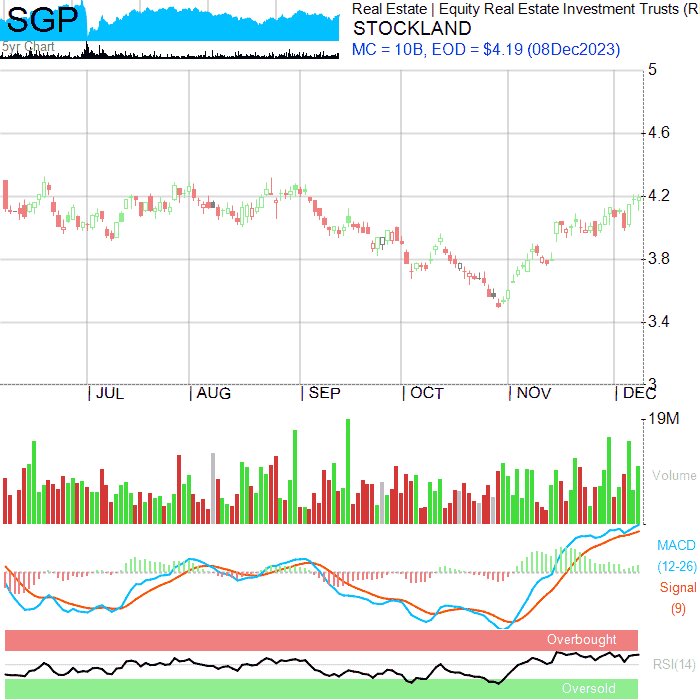 SGP
Real Estate | Equity Real Estate Investment Trusts (R
STOCKLAND
5yr Chart
MC = 10B, EOD = $4.19 (08Dec2023)
5
4.6
4.2
3.8
3.4
3
JUL AUG SEP OCT NOV DEC
19M
Volume
MACD
(12-26)
Signal
(9)
Overbought
RSI(14)
Oversold